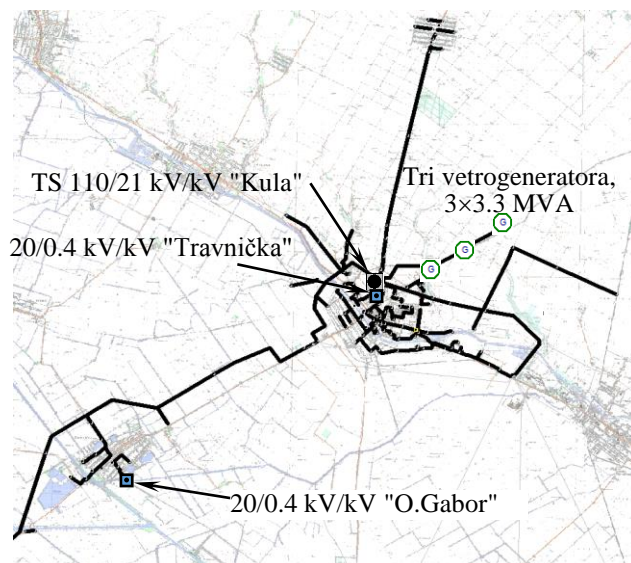 TS 110/21 kV/kV "Kula"
Tri vetrogeneratora,
3×3.3 MVA
20/0.4 kV/kV "Travnička"
G
G
G
20/0.4 kV/kV "O.Gabor"